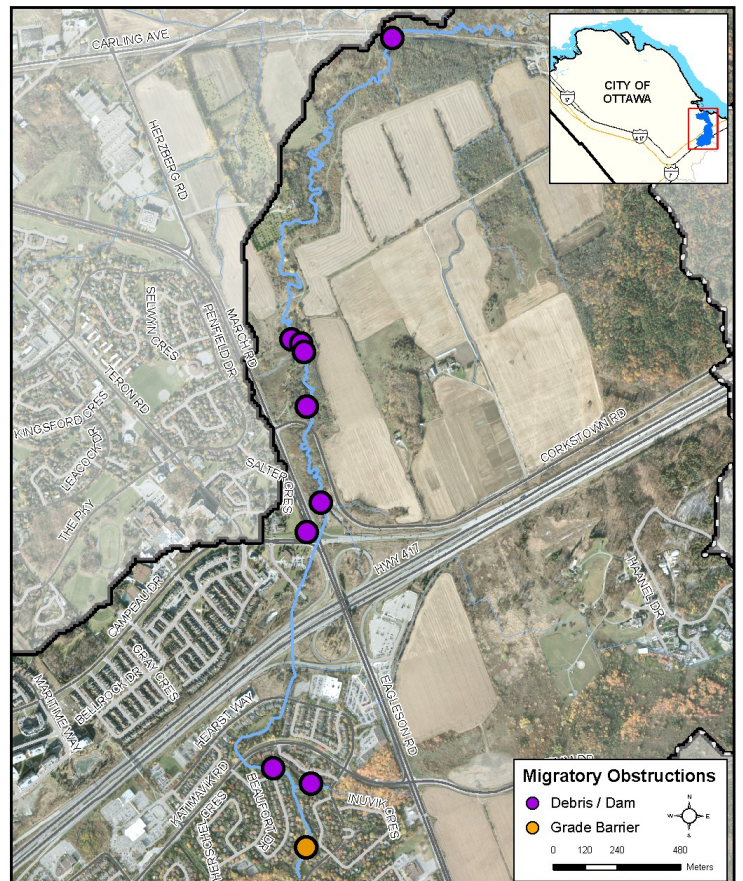 CARLING AVE
CITY OF
OTTAWA
417
7
HERZBERG RD
MARCH RD
PENFIELD DR
SELWYN CRES
TERON RD
KINGSFORD CRES
LEACOCK DR
THE PKY
SALTER CRES
CORKSTOWN RD
HWY 417
HAANEL DR
CAMPEAU DR
GRAY CRES
BELLROCK DR
MARITIME WAY
HEARST WAY
EAGLESON RD
KATIMAVIK RD
BEAUFORT DR
HERSCHEL CRES
INUVIK CRES
Migratory Obstructions
Debris / Dam
Grade Barrier
N
W E
S
0 120 240 480
Meters